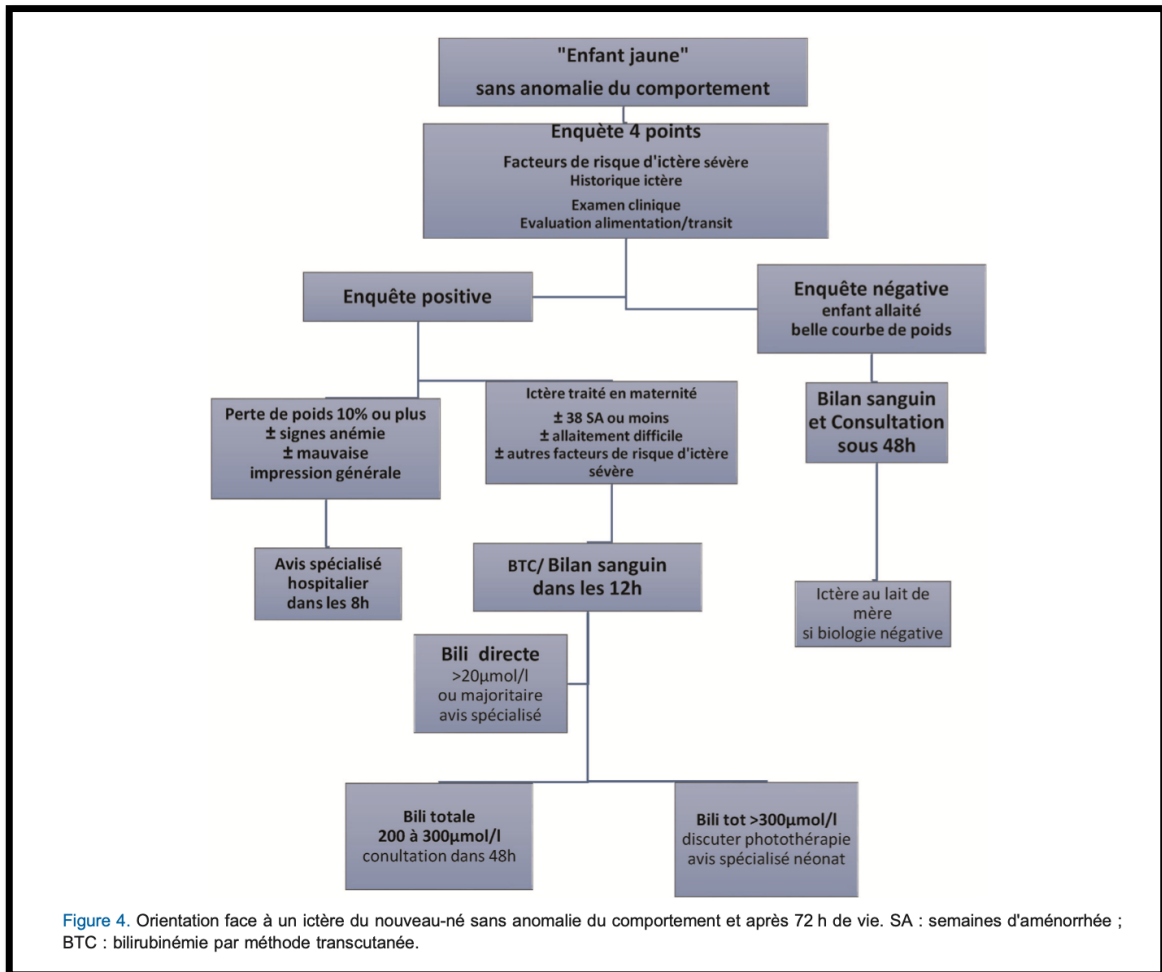 "Enfant jaune"
sans anomalie du comportement
Enquète 4 points
Facteurs de risque d'ictère sévère
Historique ictère
Examen clinique
Evaluation alimentation/transit
Enquête positive
Enquête négative
enfant allaité
belle courbe de poids
Perte de poids 10% ou plus
± signes anémie
± mauvaise
impression générale
Ictère traité en maternité
± 38 SA ou moins
± allaitement difficile
± autres facteurs de risque d'ictère
sévère
Bilan sanguin
et Consultation
sous 48h
Avis spécialisé
hospitalier
dans les 8h
BTC/ Bilan sanguin
dans les 12h
Ictère au lait de
mère
si biologie négative
Bili directe
>20µmol/l
ou majoritaire
avis spécialisé
Bili totale
200 à 300µmol/l
conultation dans 48h
Bili tot >300µmol/l
discuter photothérapie
avis spécialisé néonat
Figure 4. Orientation face à un ictère du nouveau-né sans anomalie du comportement et après 72 h de vie. SA : semaines d'aménorrhée ;
BTC : bilirubinémie par méthode transcutanée.